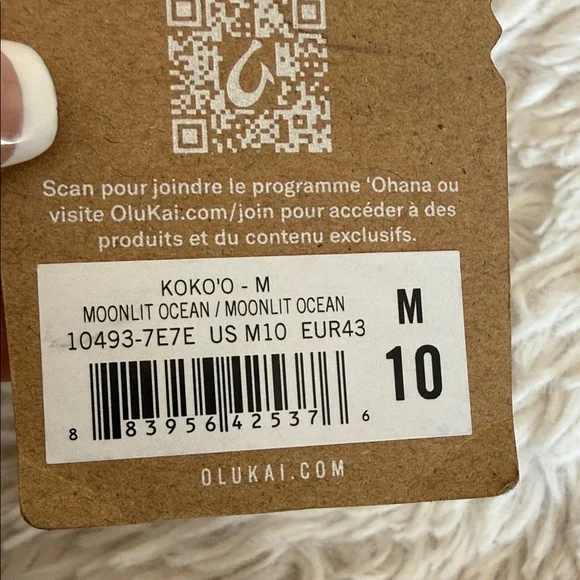 Scan pour joindre le programme ‘Ohana ou
visite OluKai.com/join pour accéder à des
produits et du contenu exclusifs.
KOKO'O - M
MOONLIT OCEAN / MOONLIT OCEAN
10493-7E7E US M10 EUR43
M
10
8 83956 42537 6
OLUKAI.COM